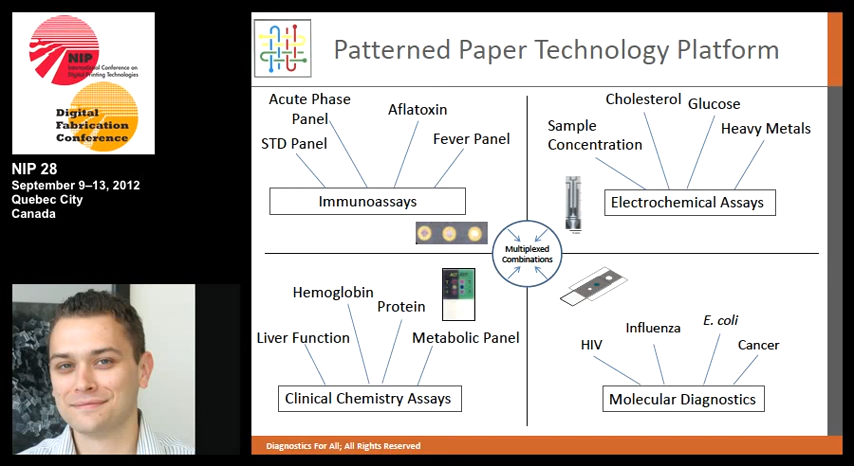 NIP
International Conference on
Digital Printing Technologies
Digital
Fabrication
Conference
NIP 28
September 9–13, 2012
Quebec City
Canada
Patterned Paper Technology Platform
Acute Phase
Panel
Aflatoxin
STD Panel
Fever Panel
Immunoassays
Cholesterol
Glucose
Sample
Concentration
Heavy Metals
Electrochemical Assays
Multiplexed
Combinations
Hemoglobin
Protein
Liver Function
Metabolic Panel
Clinical Chemistry Assays
HIV
Influenza
E. coli
Cancer
Molecular Diagnostics
Diagnostics For All; All Rights Reserved